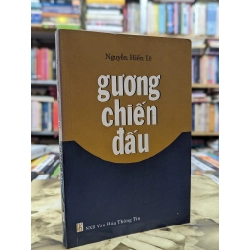 Nguyễn Hiến Lê
gương
chiến
đấu
NXB Văn Hóa Thông Tin